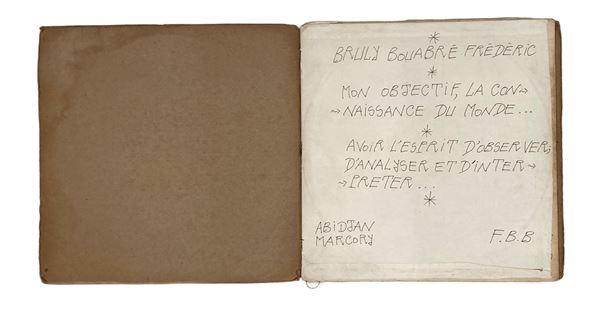 *
BRULY BOUABRÉ FRÉDÉRIC
*
MON OBJECTIF, LA CON→
→NAISSANCE DU MONDE...
*
AVOIR L'ESPRIT D'OBSERVER,
D'ANALYSER ET D'INTER→
→PRETER...
*
ABIDJAN
MARCORY
F.B.B